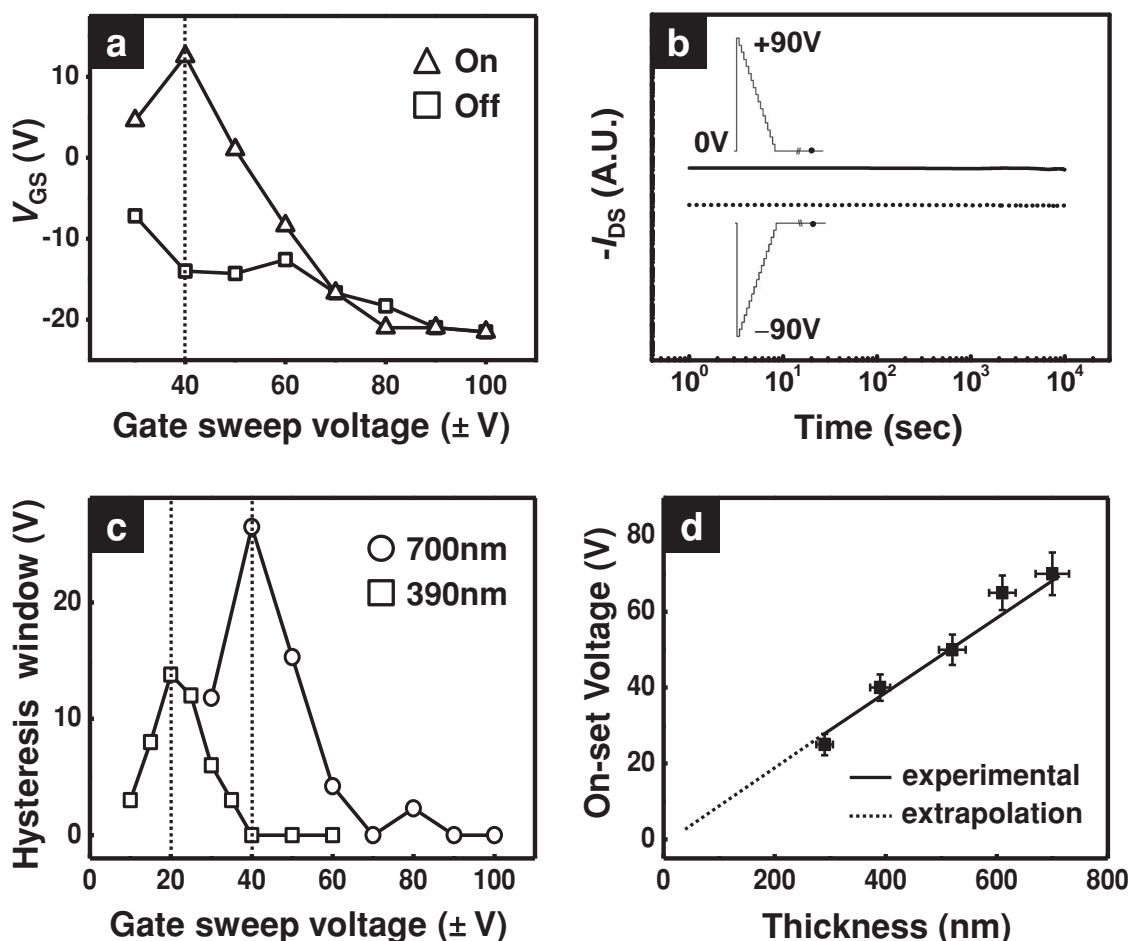 a
On
Off
10
0
-10
-20
V_GS (V)
40
60
80
100
Gate sweep voltage (± V)
b
+90V
0V
−90V
-I_DS (A.U.)
10^0
10^1
10^2
10^3
10^4
Time (sec)
c
700nm
390nm
20
10
0
Hysteresis window (V)
0
20
40
60
80
100
Gate sweep voltage (± V)
d
80
60
40
20
0
On-set Voltage (V)
experimental
extrapolation
0
200
400
600
800
Thickness (nm)